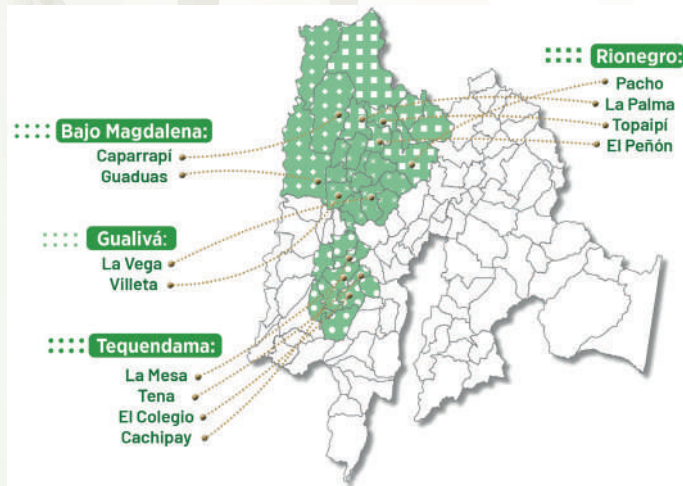 Rionegro:
Pacho
La Palma
Topaipí
El Peñón
Bajo Magdalena:
Caparrapí
Guaduas
Gualivá:
La Vega
Villeta
Tequendama:
La Mesa
Tena
El Colegio
Cachipay